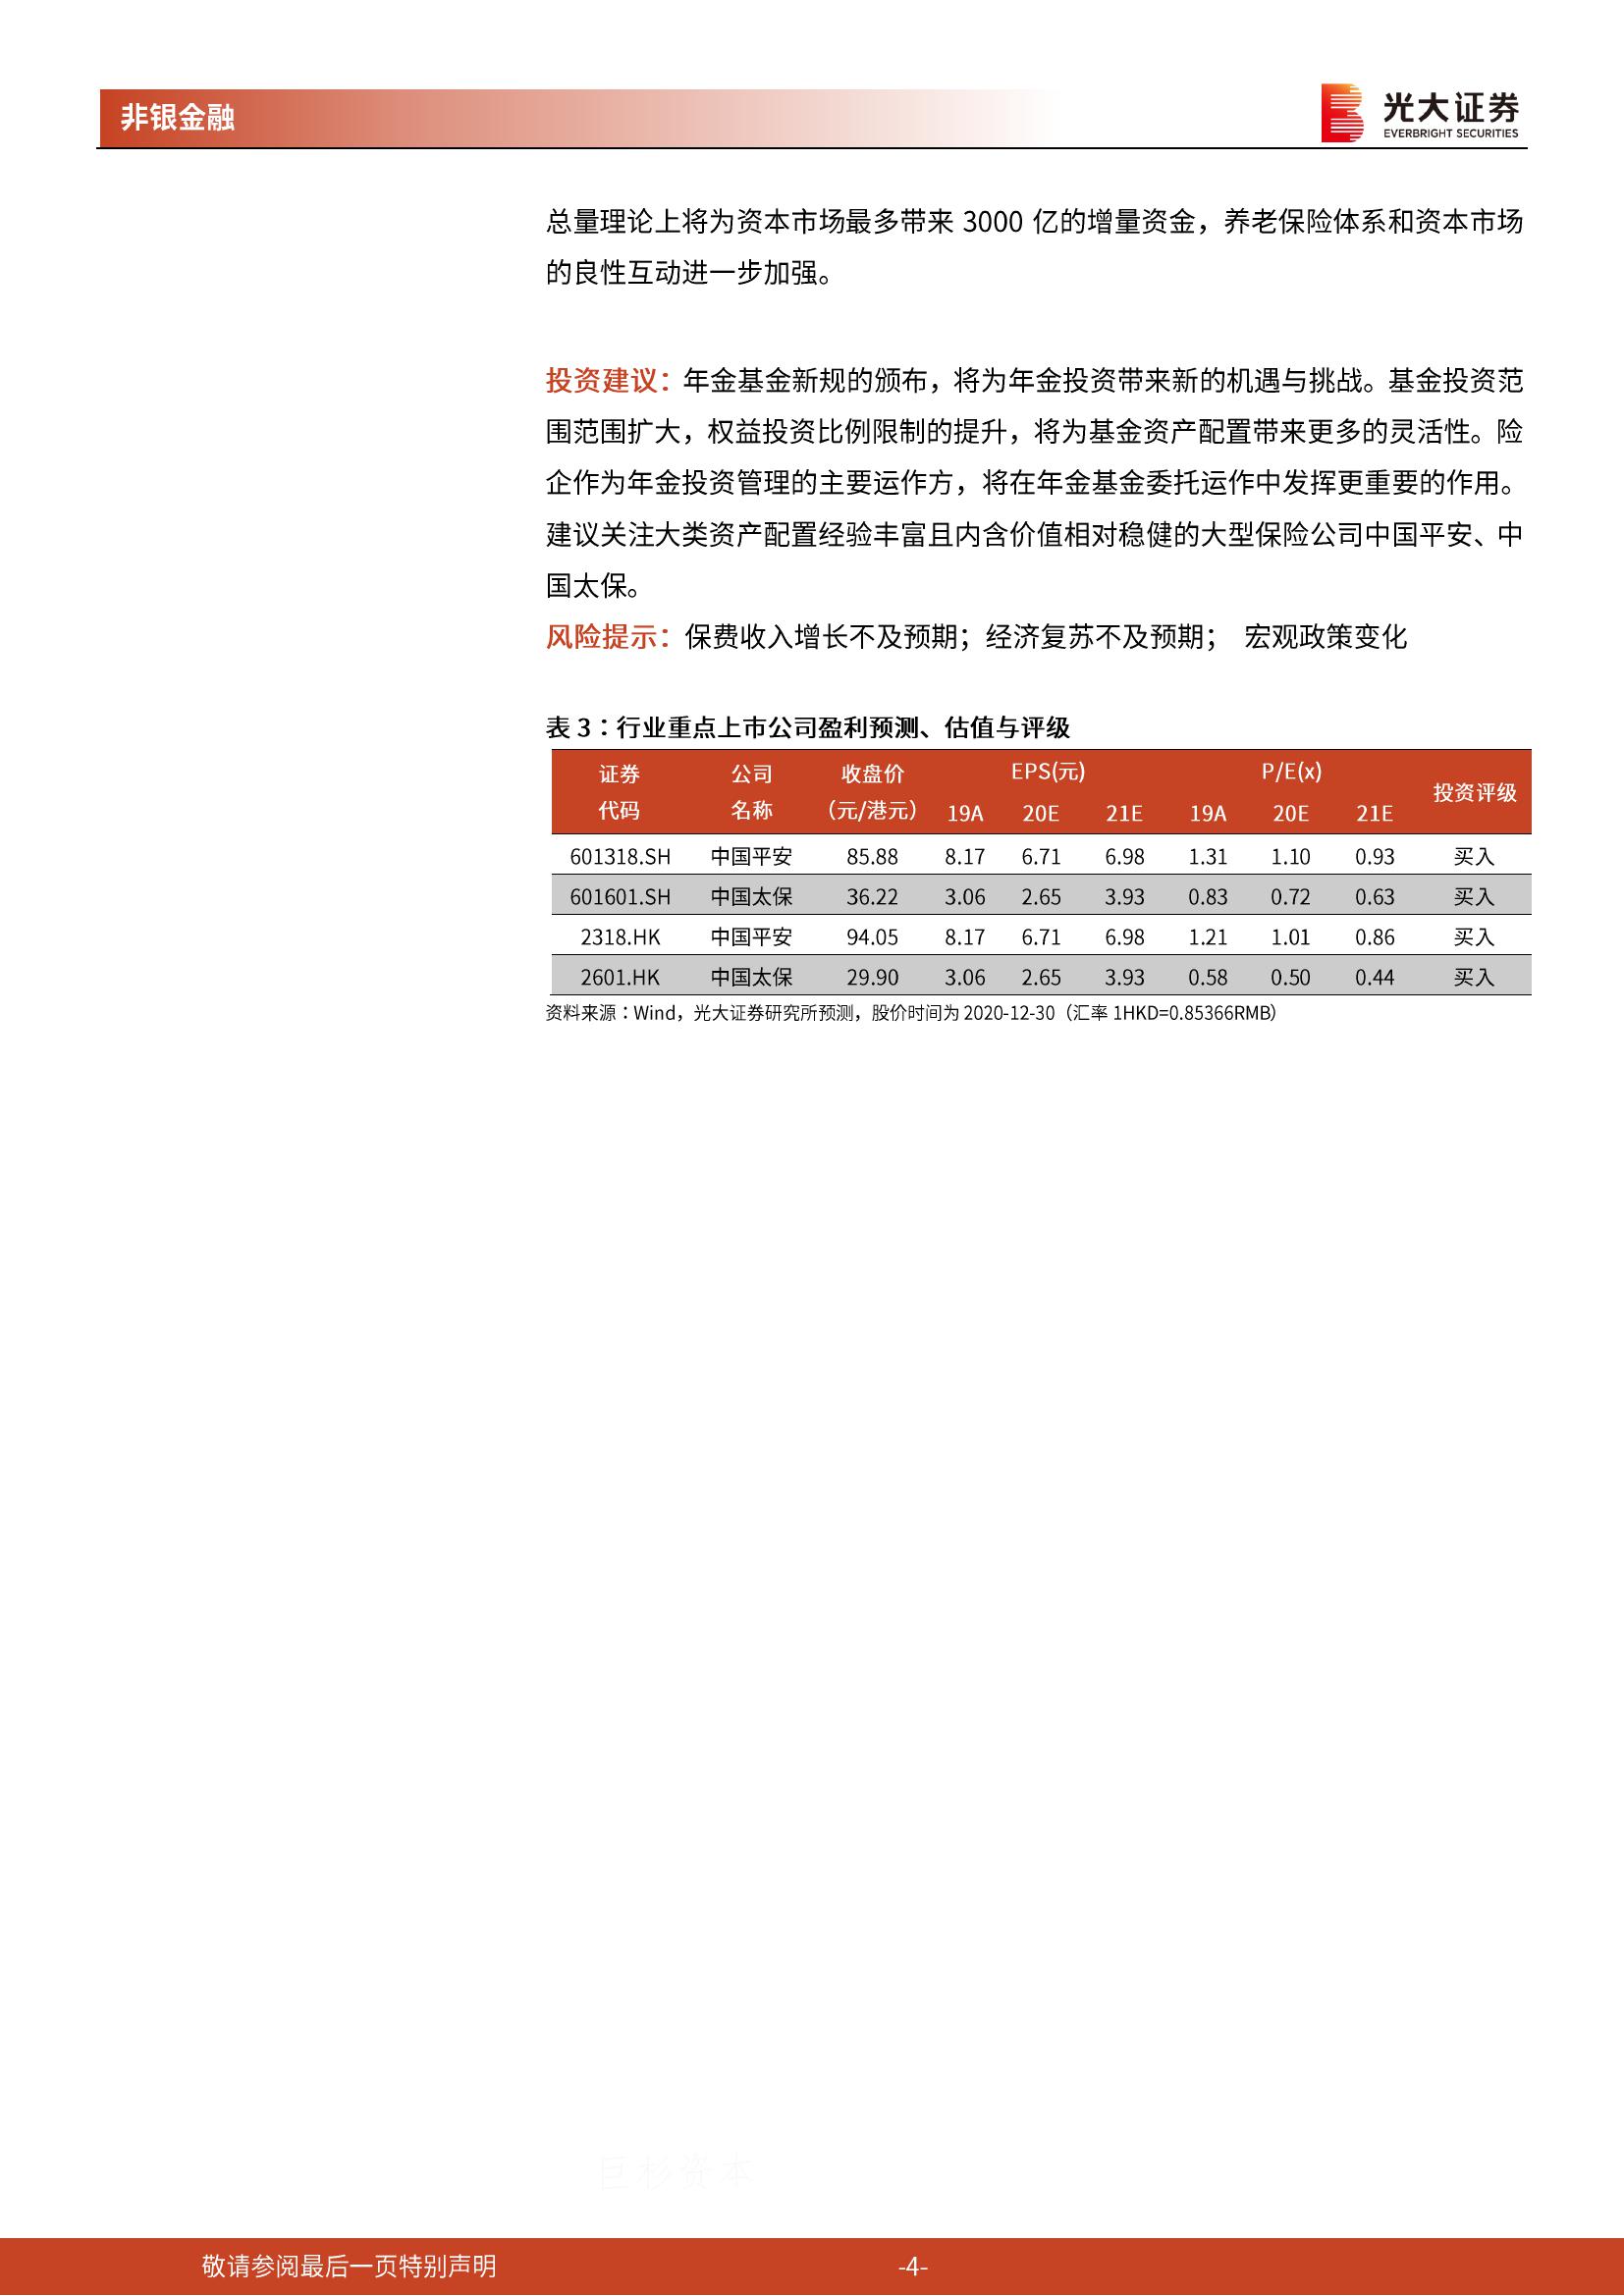 非银金融
光大证券
EVERBRIGHT SECURITIES
总量理论上将为资本市场最多带来 3000 亿的增量资金，养老保险体系和资本市场
的良性互动进一步加强。
投资建议：年金基金新规的颁布，将为年金投资带来新的机遇与挑战。基金投资范
围范围扩大，权益投资比例限制的提升，将为基金资产配置带来更多的灵活性。险
企作为年金投资管理的主要运作方，将在年金基金委托运作中发挥更重要的作用。
建议关注大类资产配置经验丰富且内含价值相对稳健的大型保险公司中国平安、中
国太保。
风险提示：保费收入增长不及预期；经济复苏不及预期； 宏观政策变化
表 3：行业重点上市公司盈利预测、估值与评级
证券 公司 收盘价 EPS(元) P/E(x) 投资评级
代码 名称 （元/港元） 19A 20E 21E 19A 20E 21E
601318.SH 中国平安 85.88 8.17 6.71 6.98 1.31 1.10 0.93 买入
601601.SH 中国太保 36.22 3.06 2.65 3.93 0.83 0.72 0.63 买入
2318.HK 中国平安 94.05 8.17 6.71 6.98 1.21 1.01 0.86 买入
2601.HK 中国太保 29.90 3.06 2.65 3.93 0.58 0.50 0.44 买入
资料来源：Wind，光大证券研究所预测，股价时间为 2020-12-30（汇率 1HKD=0.85366RMB）
巨杉资本
敬请参阅最后一页特别声明 -4-